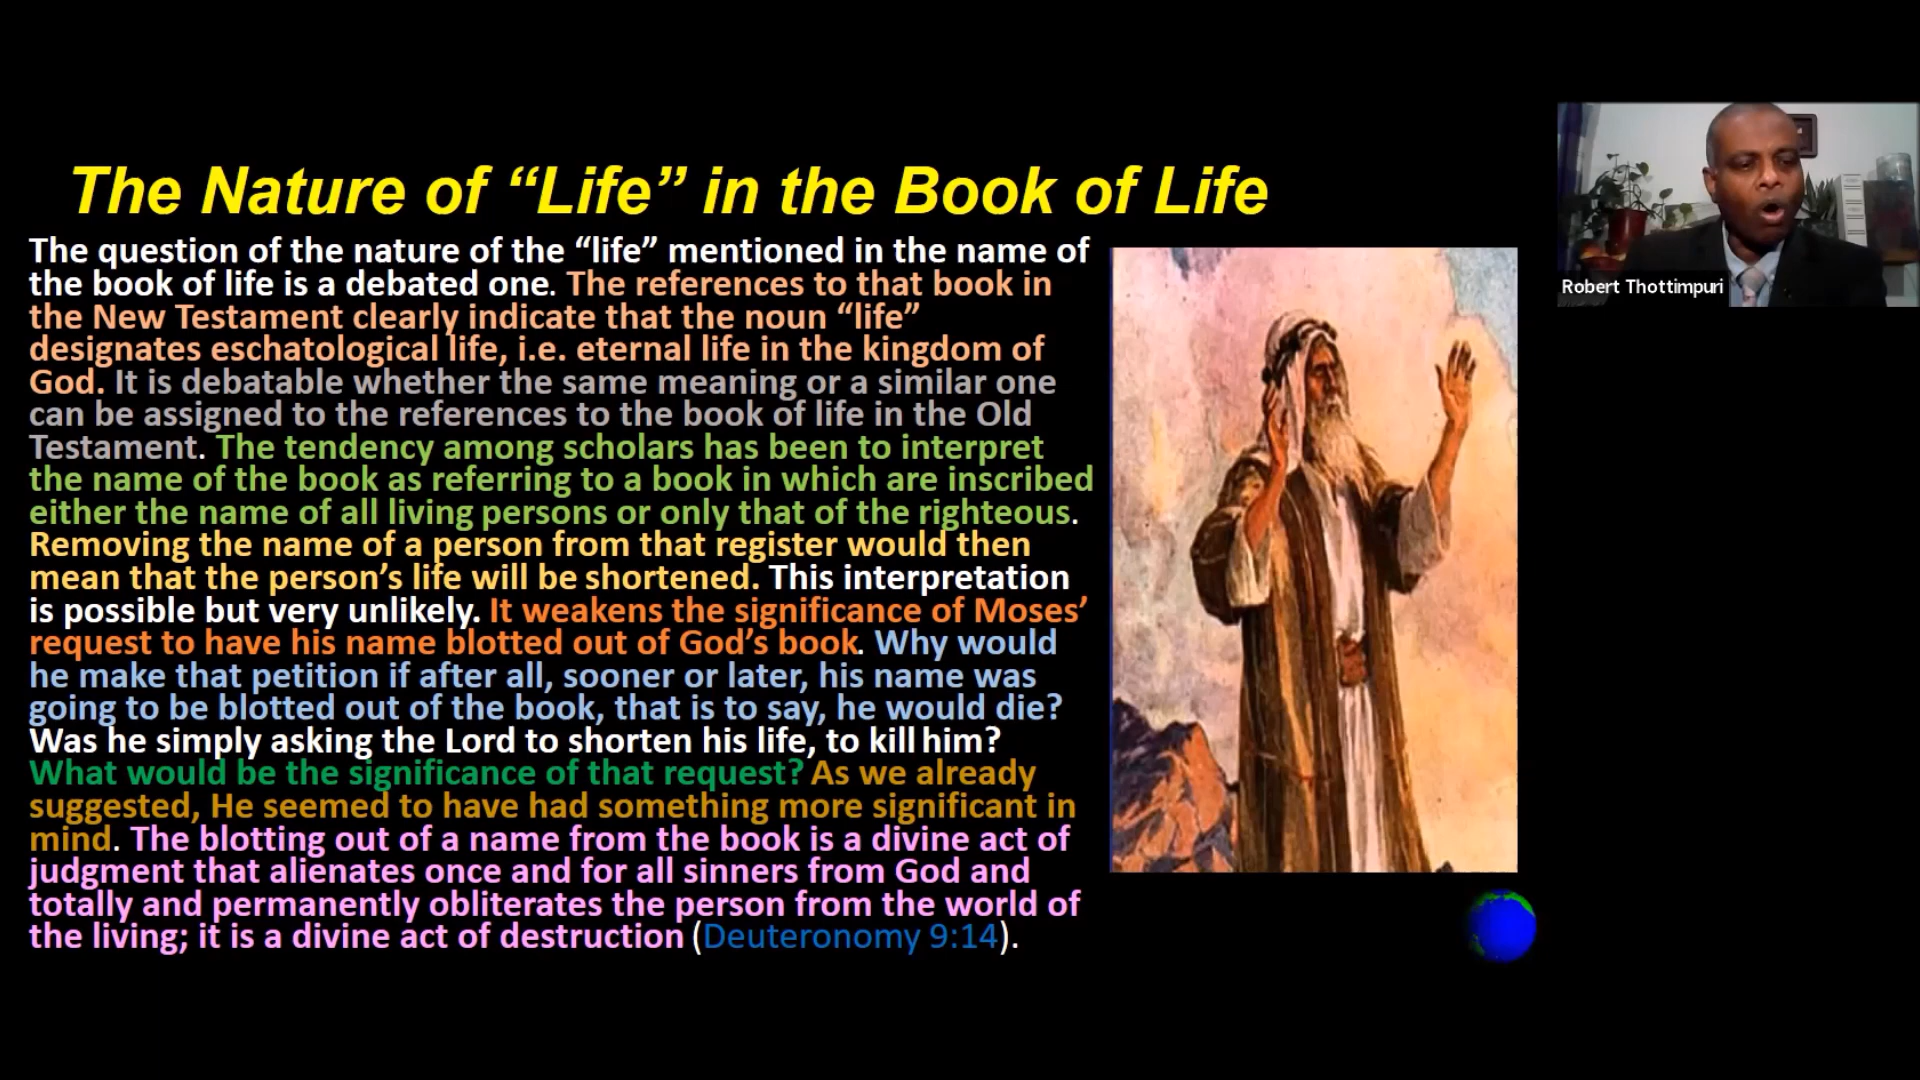 The Nature of “Life” in the Book of Life
The question of the nature of the “life” mentioned in the name of
the book of life is a debated one. The references to that book in
the New Testament clearly indicate that the noun “life”
designates eschatological life, i.e. eternal life in the kingdom of
God. It is debatable whether the same meaning or a similar one
can be assigned to the references to the book of life in the Old
Testament. The tendency among scholars has been to interpret
the name of the book as referring to a book in which are inscribed
either the name of all living persons or only that of the righteous.
Removing the name of a person from that register would then
mean that the person’s life will be shortened. This interpretation
is possible but very unlikely. It weakens the significance of Moses’
request to have his name blotted out of God’s book. Why would
he make that petition if after all, sooner or later, his name was
going to be blotted out of the book, that is to say, he would die?
Was he simply asking the Lord to shorten his life, to kill him?
What would be the significance of that request? As we already
suggested, He seemed to have had something more significant in
mind. The blotting out of a name from the book is a divine act of
judgment that alienates once and for all sinners from God and
totally and permanently obliterates the person from the world of
the living; it is a divine act of destruction (Deuteronomy 9:14).
Robert Thottimpuri